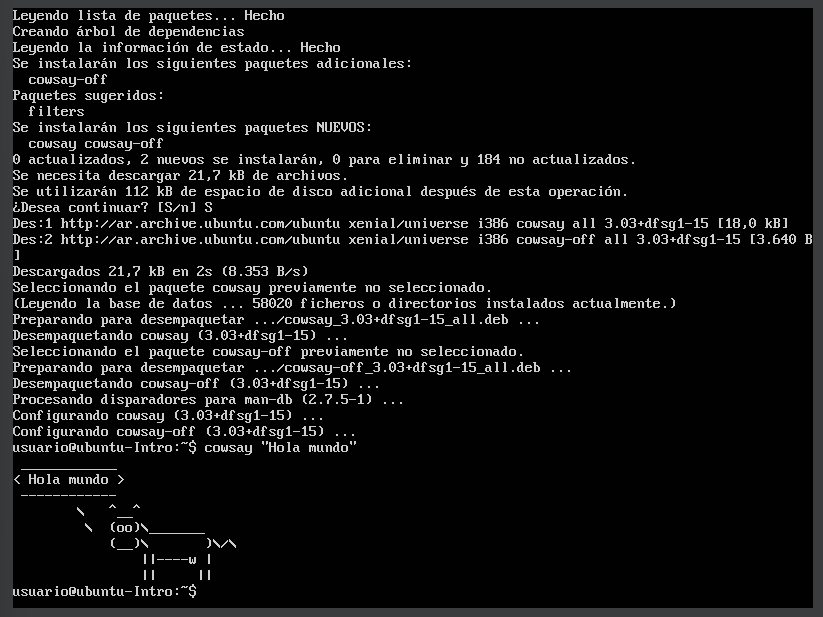 Leyendo lista de paquetes... Hecho
Creando árbol de dependencias
Leyendo la información de estado... Hecho
Se instalarán los siguientes paquetes adicionales:
  cowsay-off
Paquetes sugeridos:
  filters
Se instalarán los siguientes paquetes NUEVOS:
  cowsay cowsay-off
0 actualizados, 2 nuevos se instalarán, 0 para eliminar y 184 no actualizados.
Se necesita descargar 21,7 kB de archivos.
Se utilizarán 112 kB de espacio de disco adicional después de esta operación.
¿Desea continuar? [S/n] S
Des:1 http://ar.archive.ubuntu.com/ubuntu xenial/universe i386 cowsay all 3.03+dfsg1-15 [18,0 kB]
Des:2 http://ar.archive.ubuntu.com/ubuntu xenial/universe i386 cowsay-off all 3.03+dfsg1-15 [3.640 B
]
Descargados 21,7 kB en 2s (8.353 B/s)
Seleccionando el paquete cowsay previamente no seleccionado.
(Leyendo la base de datos ... 58020 ficheros o directorios instalados actualmente.)
Preparando para desempaquetar .../cowsay_3.03+dfsg1-15_all.deb ...
Desempaquetando cowsay (3.03+dfsg1-15) ...
Seleccionando el paquete cowsay-off previamente no seleccionado.
Preparando para desempaquetar .../cowsay-off_3.03+dfsg1-15_all.deb ...
Desempaquetando cowsay-off (3.03+dfsg1-15) ...
Procesando disparadores para man-db (2.7.5-1) ...
Configurando cowsay (3.03+dfsg1-15) ...
Configurando cowsay-off (3.03+dfsg1-15) ...
usuario@ubuntu-Intro:~$ cowsay "Hola mundo"
 ____________
< Hola mundo >
 ------------
        \   ^__^
         \  (oo)\_______
            (__)\       )\/\
                ||----w |
                ||     ||
usuario@ubuntu-Intro:~$